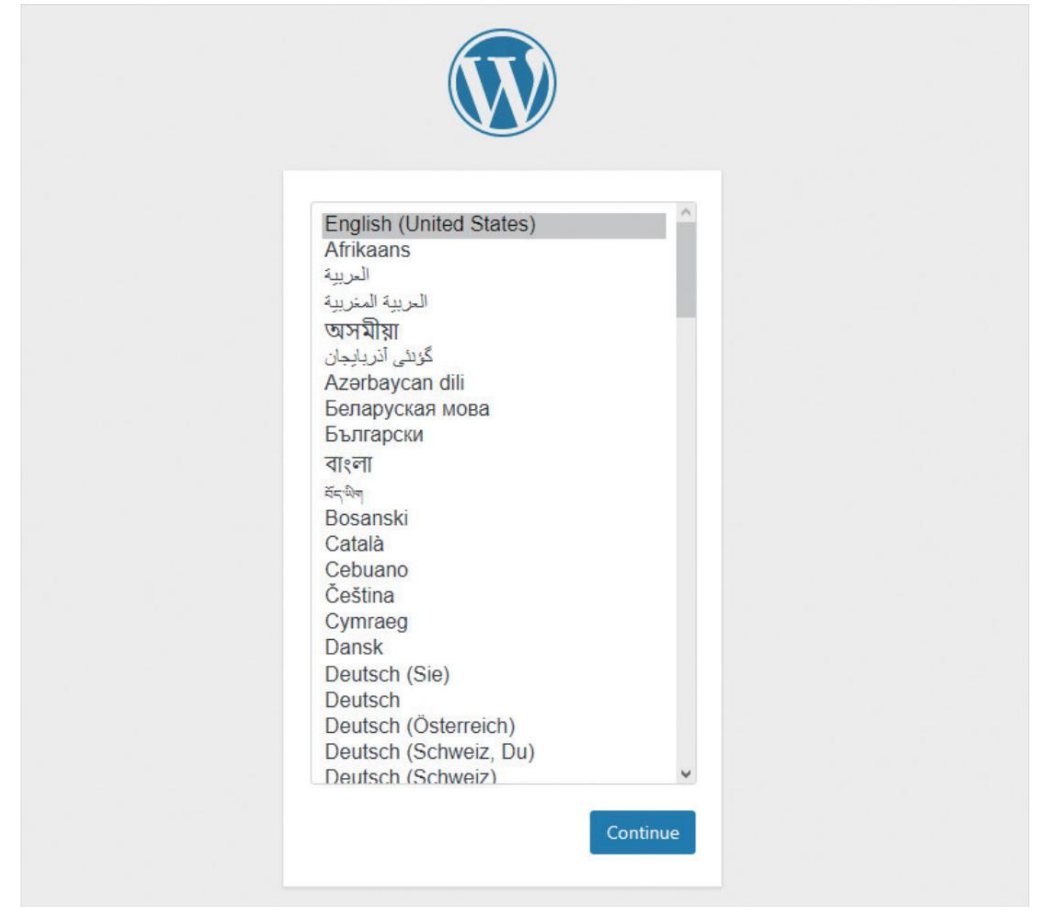 English (United States)
Afrikaans
العربية
العربية المغربية
অসমীয়া
گؤنئی آذربایجان
Azərbaycan dili
Беларуская мова
Български
বাংলা
བོད་ཡིག
Bosanski
Català
Cebuano
Čeština
Cymraeg
Dansk
Deutsch (Sie)
Deutsch
Deutsch (Österreich)
Deutsch (Schweiz, Du)
Deutsch (Schweiz)
Continue